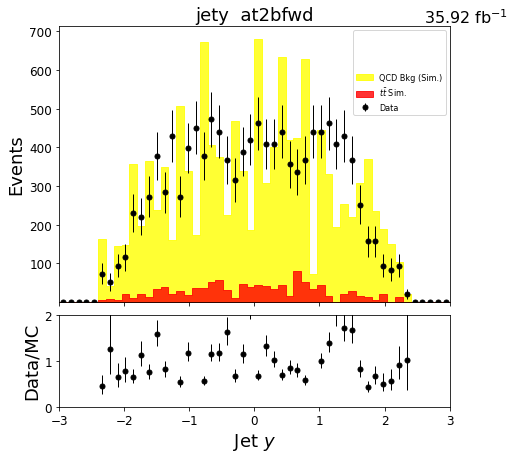 jety at2bfwd
35.92 fb⁻¹
700
600
500
400
300
200
100
Events
QCD Bkg (Sim.)
tt̄ Sim.
Data
2
1
0
Data/MC
−3 −2 −1 0 1 2 3
Jet y